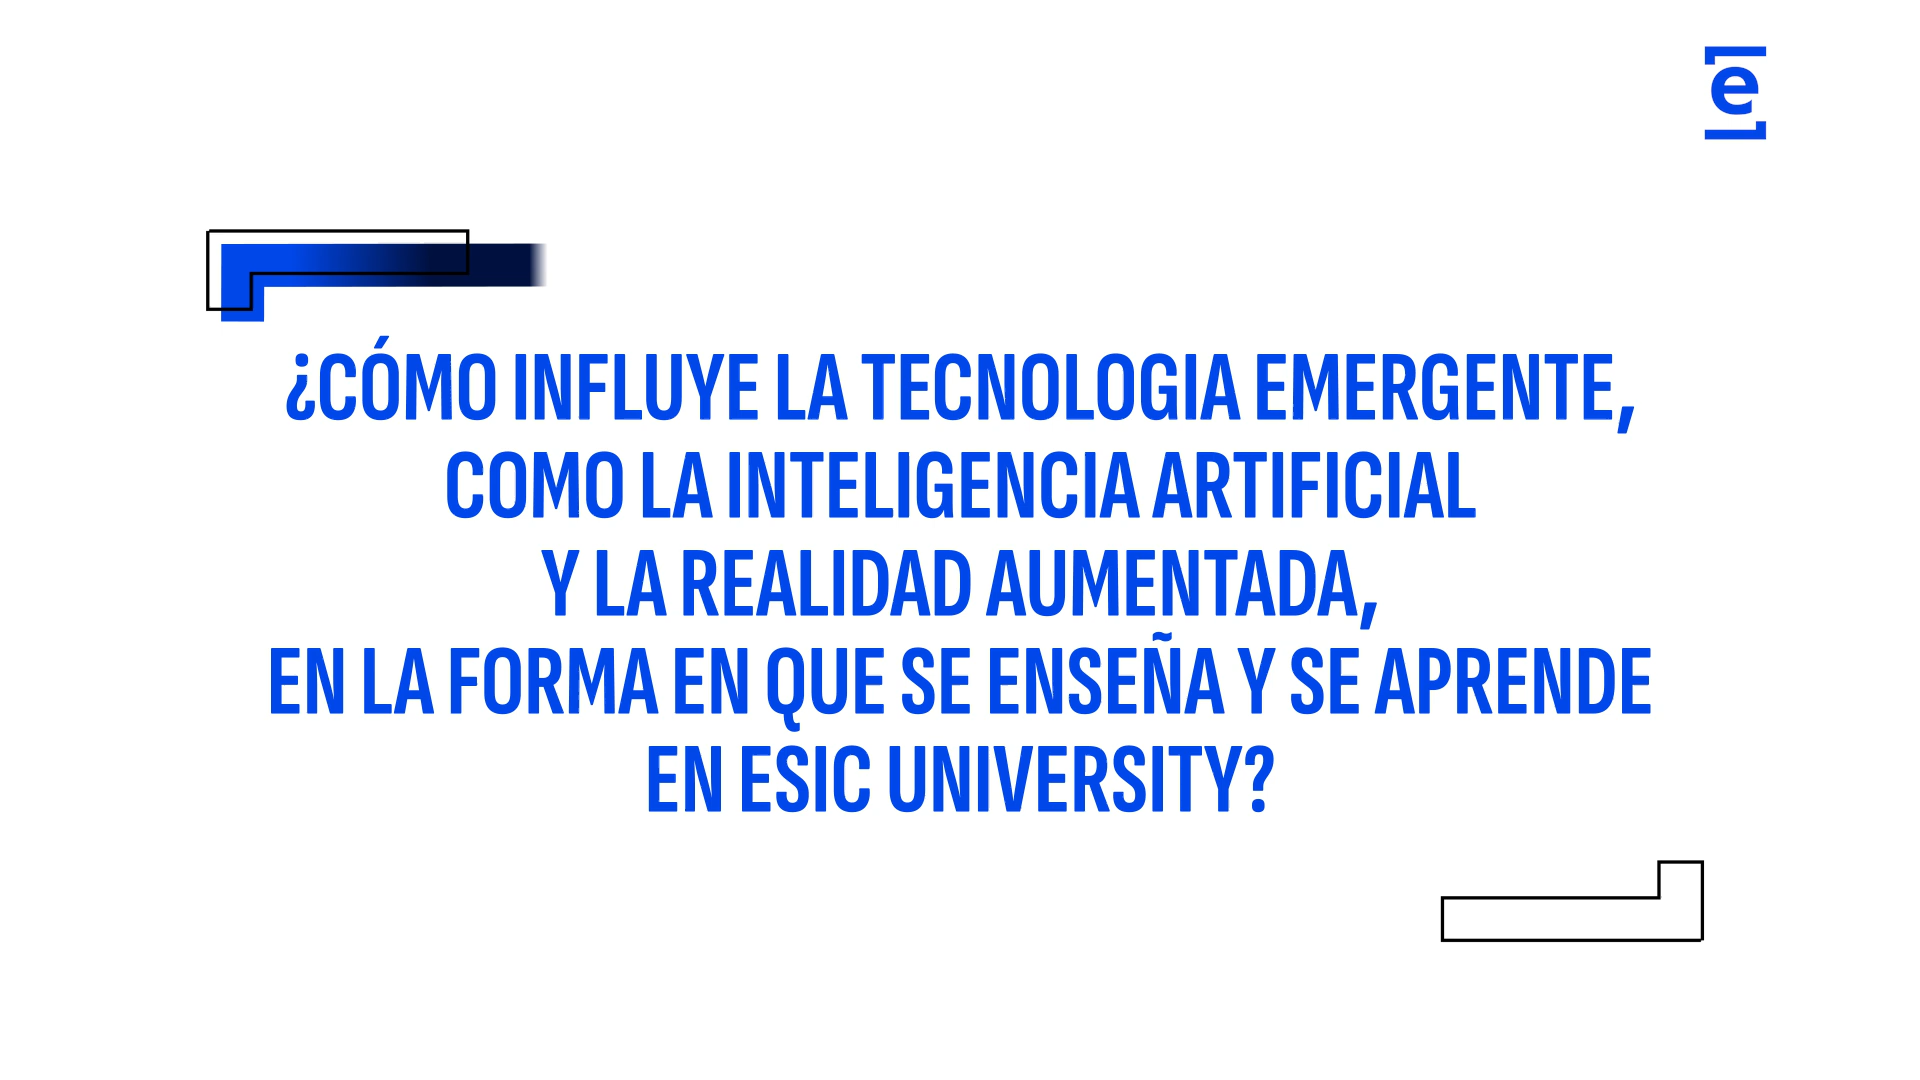 [e]
¿CÓMO INFLUYE LA TECNOLOGIA EMERGENTE,
COMO LA INTELIGENCIA ARTIFICIAL
Y LA REALIDAD AUMENTADA,
EN LA FORMA EN QUE SE ENSEÑA Y SE APRENDE
EN ESIC UNIVERSITY?